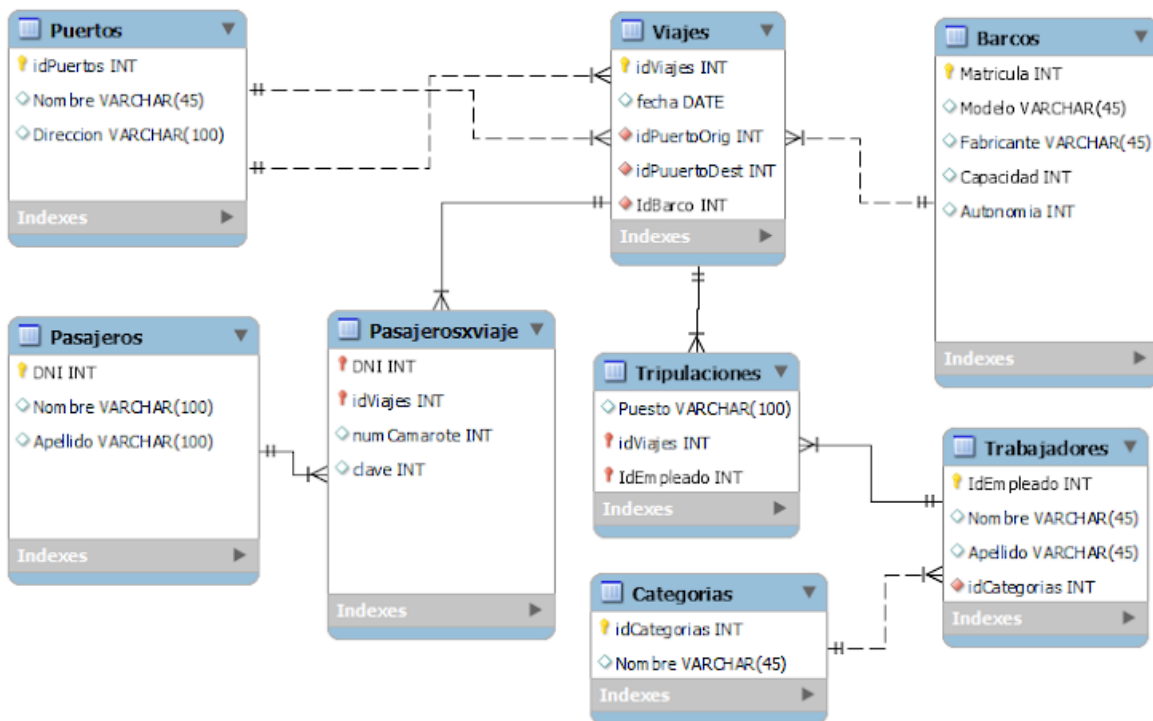 Puertos
idPuertos INT
Nombre VARCHAR(45)
Direccion VARCHAR(100)
Indexes
Viajes
idViajes INT
fecha DATE
idPuertoOrig INT
idPuuertoDest INT
IdBarco INT
Indexes
Barcos
Matricula INT
Modelo VARCHAR(45)
Fabricante VARCHAR(45)
Capacidad INT
Autonomia INT
Indexes
Pasajeros
DNI INT
Nombre VARCHAR(100)
Apellido VARCHAR(100)
Indexes
Pasajerosxviaje
DNI INT
idViajes INT
numCamarote INT
clave INT
Indexes
Tripulaciones
Puesto VARCHAR(100)
idViajes INT
IdEmpleado INT
Indexes
Trabajadores
IdEmpleado INT
Nombre VARCHAR(45)
Apellido VARCHAR(45)
idCategorias INT
Indexes
Categorias
idCategorias INT
Nombre VARCHAR(45)
Indexes